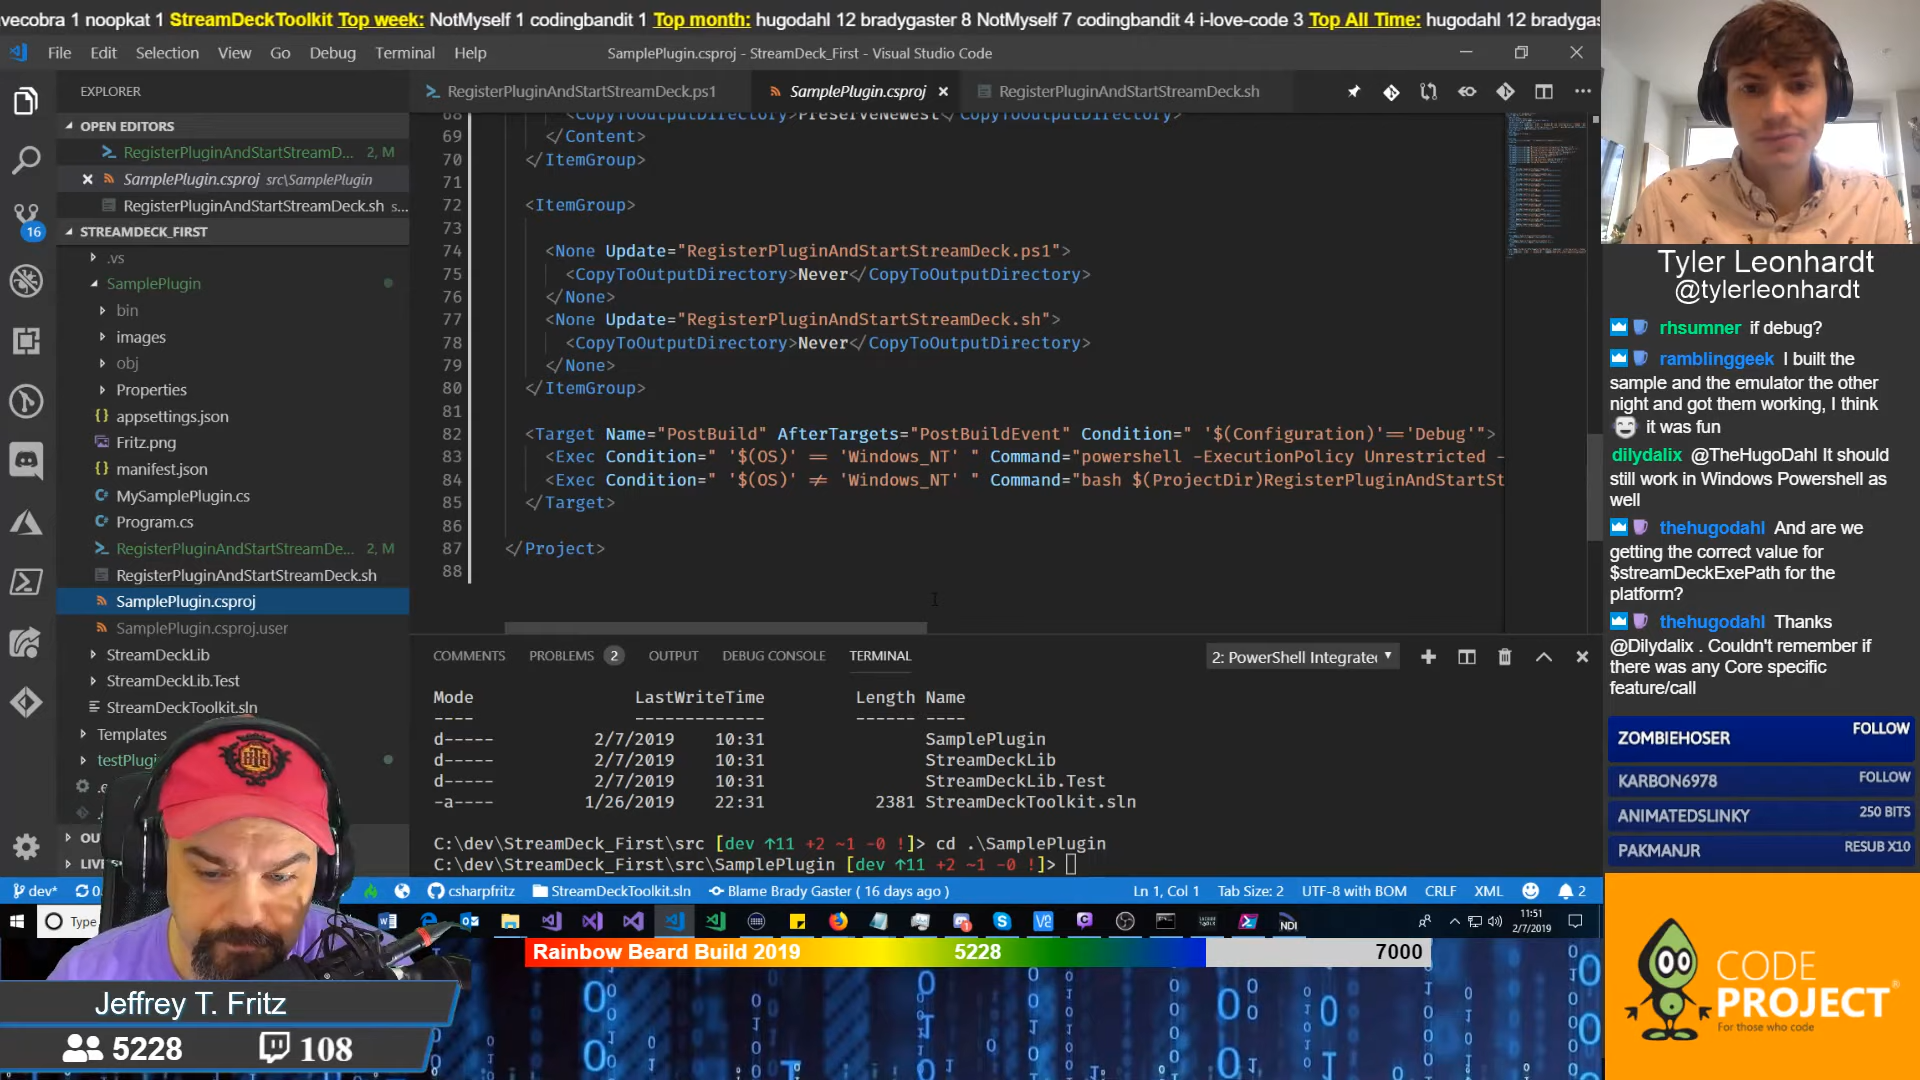 avecobra 1 noopkat 1 StreamDeckToolkit Top week: NotMyself 1 codingbandit 1 Top month: hugodahl 12 bradygaster 8 NotMyself 7 codingbandit 4 i-love-code 3 Top All Time: hugodahl 12 bradygas
File Edit Selection View Go Debug Terminal Help
SamplePlugin.csproj - StreamDeck_First - Visual Studio Code
EXPLORER
OPEN EDITORS
RegisterPluginAndStartStreamD... 2, M
SamplePlugin.csproj src\SamplePlugin
RegisterPluginAndStartStreamDeck.sh s...
16
STREAMDECK_FIRST
.vs
SamplePlugin
bin
images
obj
Properties
{} appsettings.json
Fritz.png
{} manifest.json
MySamplePlugin.cs
Program.cs
RegisterPluginAndStartStreamDe... 2, M
RegisterPluginAndStartStreamDeck.sh
SamplePlugin.csproj
SamplePlugin.csproj.user
StreamDeckLib
StreamDeckLib.Test
StreamDeckToolkit.sln
Templates
testPlugi
OU
LIVE
RegisterPluginAndStartStreamDeck.ps1
SamplePlugin.csproj
RegisterPluginAndStartStreamDeck.sh
68 <CopyToOutputDirectory>PreserveNewest</CopyToOutputDirectory>
69 </Content>
70 </ItemGroup>
71
72 <ItemGroup>
73
74 <None Update="RegisterPluginAndStartStreamDeck.ps1">
75 <CopyToOutputDirectory>Never</CopyToOutputDirectory>
76 </None>
77 <None Update="RegisterPluginAndStartStreamDeck.sh">
78 <CopyToOutputDirectory>Never</CopyToOutputDirectory>
79 </None>
80 </ItemGroup>
81
82 <Target Name="PostBuild" AfterTargets="PostBuildEvent" Condition=" '$(Configuration)'=='Debug'">
83 <Exec Condition=" '$(OS)' == 'Windows_NT' " Command="powershell -ExecutionPolicy Unrestricted -
84 <Exec Condition=" '$(OS)' != 'Windows_NT' " Command="bash $(ProjectDir)RegisterPluginAndStartSt
85 </Target>
86
87 </Project>
88
COMMENTS PROBLEMS 2 OUTPUT DEBUG CONSOLE TERMINAL
2: PowerShell Integrate
Mode LastWriteTime Length Name
---- ------------- ------ ----
d----- 2/7/2019 10:31 SamplePlugin
d----- 2/7/2019 10:31 StreamDeckLib
d----- 2/7/2019 10:31 StreamDeckLib.Test
-a---- 1/26/2019 22:31 2381 StreamDeckToolkit.sln
C:\dev\StreamDeck_First\src [dev ↑11 +2 ~1 -0 !]> cd .\SamplePlugin
C:\dev\StreamDeck_First\src\SamplePlugin [dev ↑11 +2 ~1 -0 !]>
dev* 0 csharpfritz StreamDeckToolkit.sln Blame Brady Gaster ( 16 days ago ) Ln 1, Col 1 Tab Size: 2 UTF-8 with BOM CRLF XML 2
Type
NDI
11:51
2/7/2019
Rainbow Beard Build 2019 5228 7000
Jeffrey T. Fritz
5228 108
Tyler Leonhardt
@tylerleonhardt
rhsumner if debug?
ramblinggeek I built the
sample and the emulator the other
night and got them working, I think
it was fun
dilydalix @TheHugoDahl It should
still work in Windows Powershell as
well
thehugodahl And are we
getting the correct value for
$streamDeckExePath for the
platform?
thehugodahl Thanks
@Dilydalix . Couldn't remember if
there was any Core specific
feature/call
ZOMBIEHOSER FOLLOW
KARBON6978 FOLLOW
ANIMATEDSLINKY 250 BITS
PAKMANJR RESUB X10
CODE
PROJECT®
For those who code